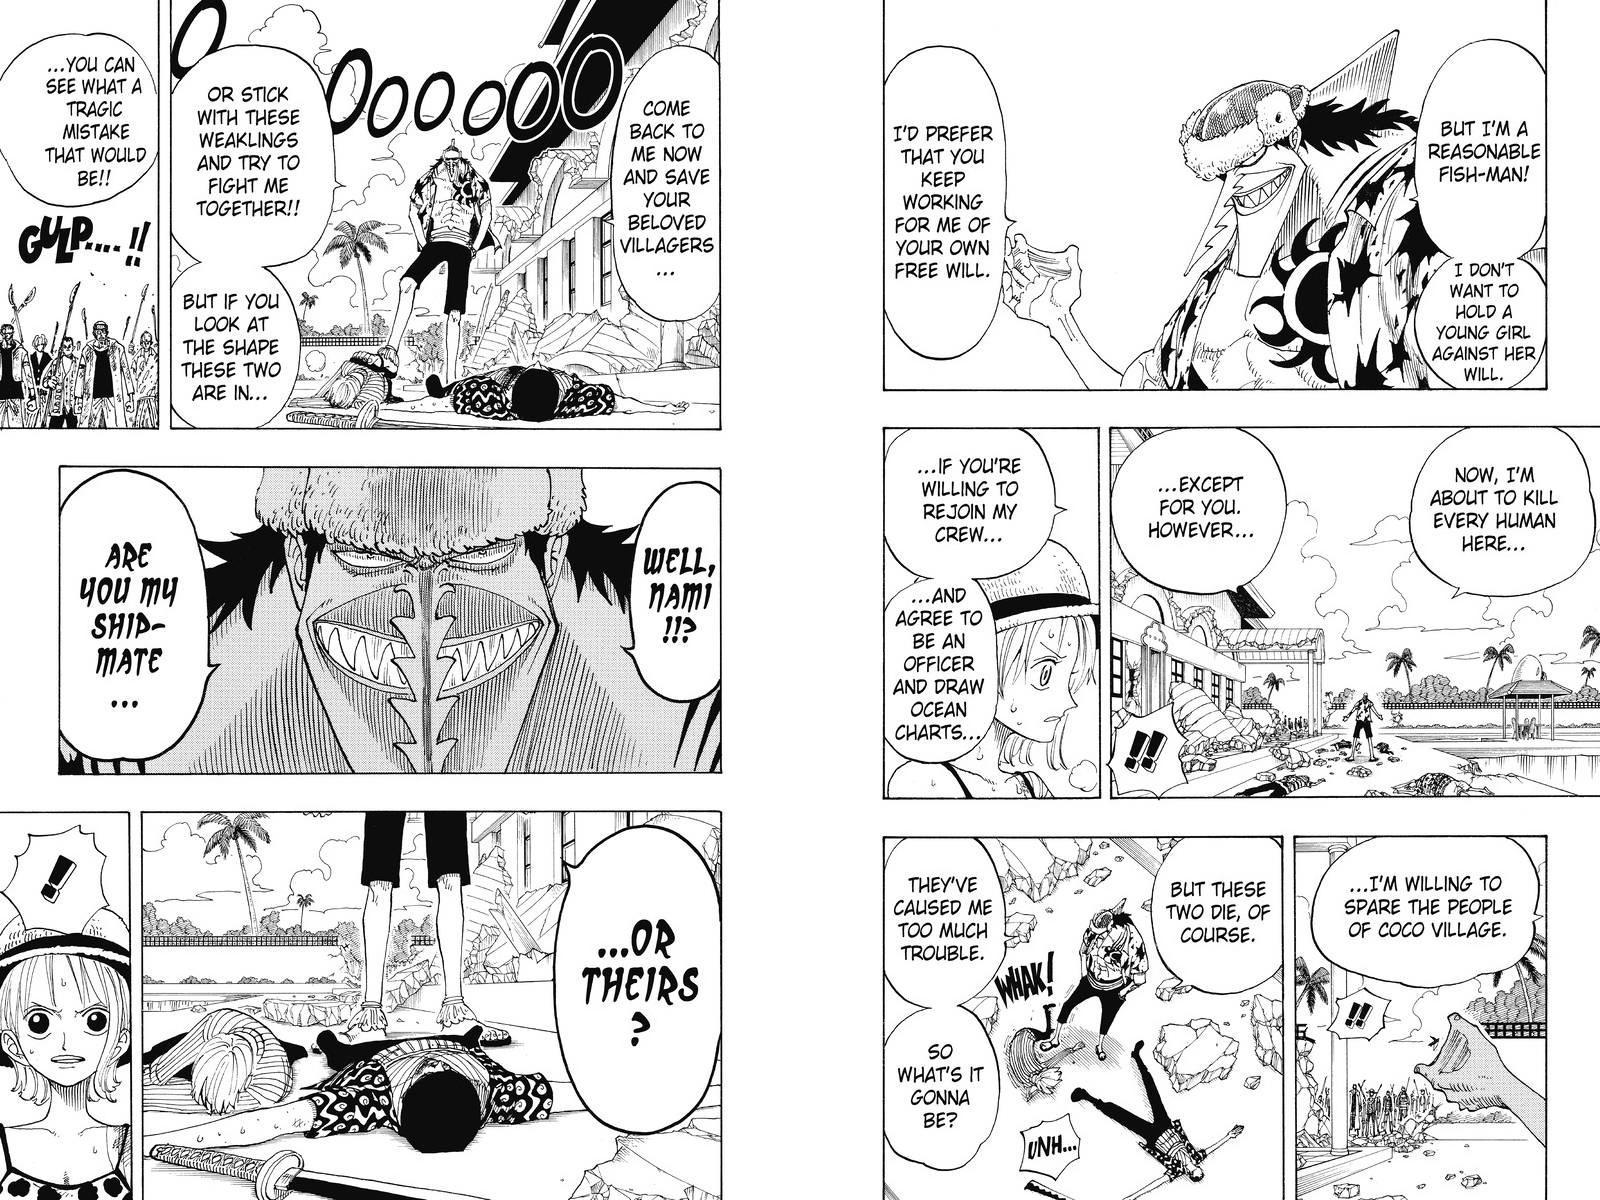 BUT I'M A
REASONABLE
FISH-MAN!
I DON'T
WANT TO
HOLD A
YOUNG GIRL
AGAINST HER
WILL.
I'D PREFER
THAT YOU
KEEP
WORKING
FOR ME OF
YOUR OWN
FREE WILL.
NOW, I'M
ABOUT TO KILL
EVERY HUMAN
HERE...
...EXCEPT
FOR YOU.
HOWEVER...
!!
...IF YOU'RE
WILLING TO
REJOIN MY
CREW...
...AND
AGREE TO
BE AN
OFFICER
AND DRAW
OCEAN
CHARTS...
...I'M WILLING TO
SPARE THE PEOPLE
OF COCO VILLAGE.
!!
BUT THESE
TWO DIE, OF
COURSE.
THEY'VE
CAUSED ME
TOO MUCH
TROUBLE.
WHAK!
SO
WHAT'S IT
GONNA
BE?
UNH...
COME
BACK TO
ME NOW
AND SAVE
YOUR
BELOVED
VILLAGERS
...
OOOOOOO
OR STICK
WITH THESE
WEAKLINGS
AND TRY TO
FIGHT ME
TOGETHER!!
BUT IF YOU
LOOK AT
THE SHAPE
THESE TWO
ARE IN...
...YOU CAN
SEE WHAT A
TRAGIC
MISTAKE
THAT WOULD
BE!!
GULP....!!
WELL,
NAMI
!!?
ARE
YOU MY
SHIP-
MATE
...
...OR
THEIRS
?
!!